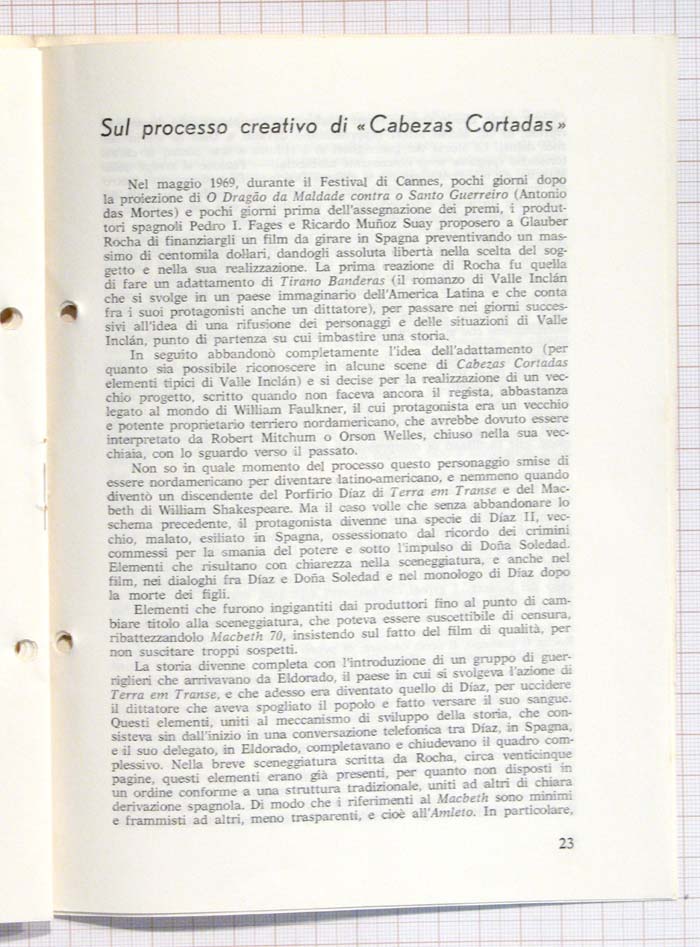 Sul processo creativo di «Cabezas Cortadas»
Nel maggio 1969, durante il Festival di Cannes, pochi giorni dopo
la proiezione di O Dragão da Maldade contra o Santo Guerreiro (Antonio
das Mortes) e pochi giorni prima dell'assegnazione dei premi, i produt-
tori spagnoli Pedro I. Fages e Ricardo Muñoz Suay proposero a Glauber
Rocha di finanziargli un film da girare in Spagna preventivando un mas-
simo di centomila dollari, dandogli assoluta libertà nella scelta del sog-
getto e nella sua realizzazione. La prima reazione di Rocha fu quella
di fare un adattamento di Tirano Banderas (il romanzo di Valle Inclán
che si svolge in un paese immaginario dell'America Latina e che conta
fra i suoi protagonisti anche un dittatore), per passare nei giorni succes-
sivi all'idea di una rifusione dei personaggi e delle situazioni di Valle
Inclán, punto di partenza su cui imbastire una storia.
In seguito abbandonò completamente l'idea dell'adattamento (per
quanto sia possibile riconoscere in alcune scene di Cabezas Cortadas
elementi tipici di Valle Inclán) e si decise per la realizzazione di un vec-
chio progetto, scritto quando non faceva ancora il regista, abbastanza
legato al mondo di William Faulkner, il cui protagonista era un vecchio
e potente proprietario terriero nordamericano, che avrebbe dovuto essere
interpretato da Robert Mitchum o Orson Welles, chiuso nella sua vec-
chiaia, con lo sguardo verso il passato.
Non so in quale momento del processo questo personaggio smise di
essere nordamericano per diventare latino-americano, e nemmeno quando
diventò un discendente del Porfirio Díaz di Terra em Transe e del Mac-
beth di William Shakespeare. Ma il caso volle che senza abbandonare lo
schema precedente, il protagonista divenne una specie di Díaz II, vec-
chio, malato, esiliato in Spagna, ossessionato dal ricordo dei crimini
commessi per la smania del potere e sotto l'impulso di Doña Soledad.
Elementi che risultano con chiarezza nella sceneggiatura, e anche nel
film, nei dialoghi fra Díaz e Doña Soledad e nel monologo di Díaz dopo
la morte dei figli.
Elementi che furono ingigantiti dai produttori fino al punto di cam-
biare titolo alla sceneggiatura, che poteva essere suscettibile di censura,
ribattezzandolo Macbeth 70, insistendo sul fatto del film di qualità, per
non suscitare troppi sospetti.
La storia divenne completa con l'introduzione di un gruppo di guer-
riglieri che arrivavano da Eldorado, il paese in cui si svolgeva l'azione di
Terra em Transe, e che adesso era diventato quello di Díaz, per uccidere
il dittatore che aveva spogliato il popolo e fatto versare il suo sangue.
Questi elementi, uniti al meccanismo di sviluppo della storia, che con-
sisteva sin dall'inizio in una conversazione telefonica tra Díaz, in Spagna,
e il suo delegato, in Eldorado, completavano e chiudevano il quadro com-
plessivo. Nella breve sceneggiatura scritta da Rocha, circa venticinque
pagine, questi elementi erano già presenti, per quanto non disposti in
un ordine conforme a una struttura tradizionale, uniti ad altri di chiara
derivazione spagnola. Di modo che i riferimenti al Macbeth sono minimi
e frammisti ad altri, meno trasparenti, e cioè all'Amleto. In particolare,
23